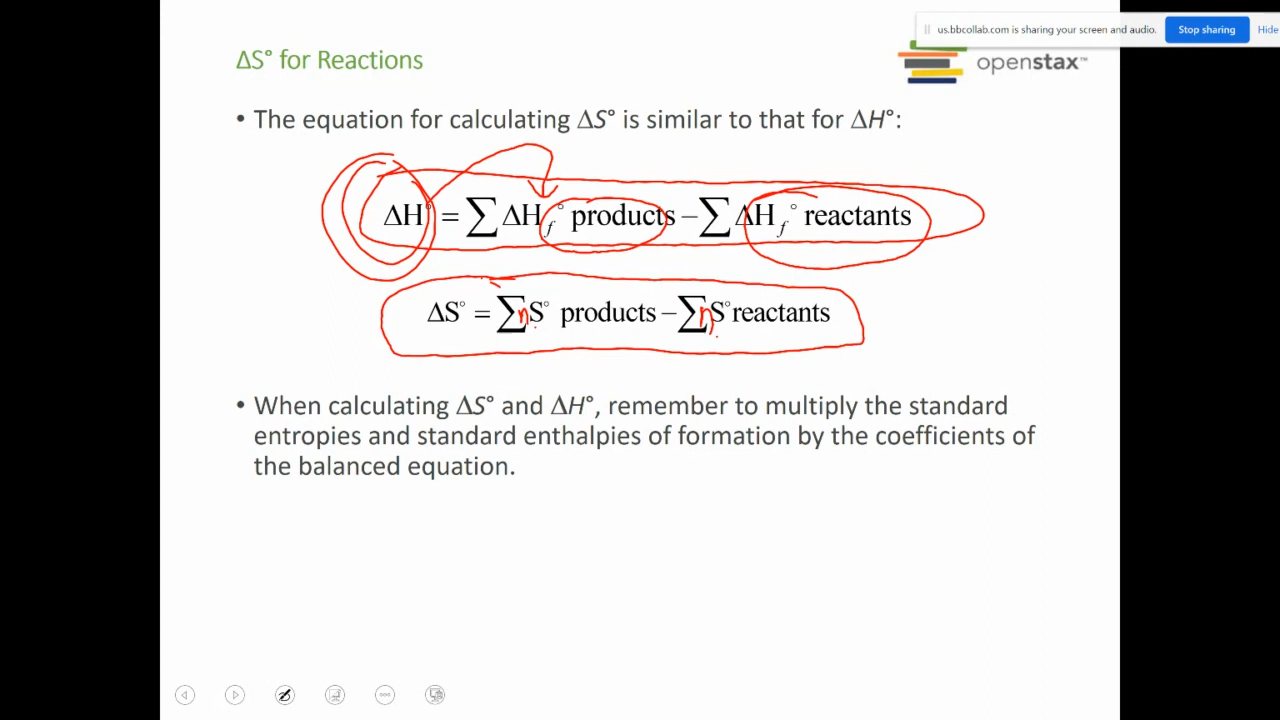 us.bbcollab.com is sharing your screen and audio. Stop sharing Hide
ΔS° for Reactions
openstax™
• The equation for calculating ΔS° is similar to that for ΔH°:
ΔH° = ∑ΔHf° products – ∑ΔHf° reactants
ΔS° = ∑nS° products – ∑nS° reactants
• When calculating ΔS° and ΔH°, remember to multiply the standard
entropies and standard enthalpies of formation by the coefficients of
the balanced equation.